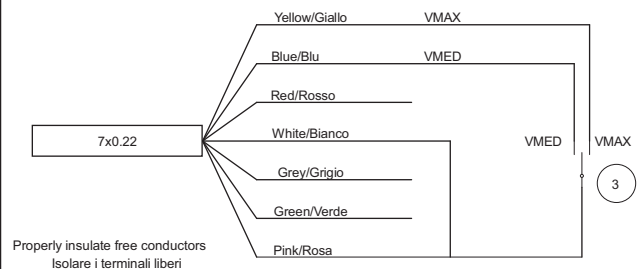 Yellow/Giallo VMAX
Blue/Blu VMED
Red/Rosso
7x0.22 White/Bianco VMED VMAX
Grey/Grigio 3
Green/Verde
Pink/Rosa
Properly insulate free conductors
Isolare i terminali liberi